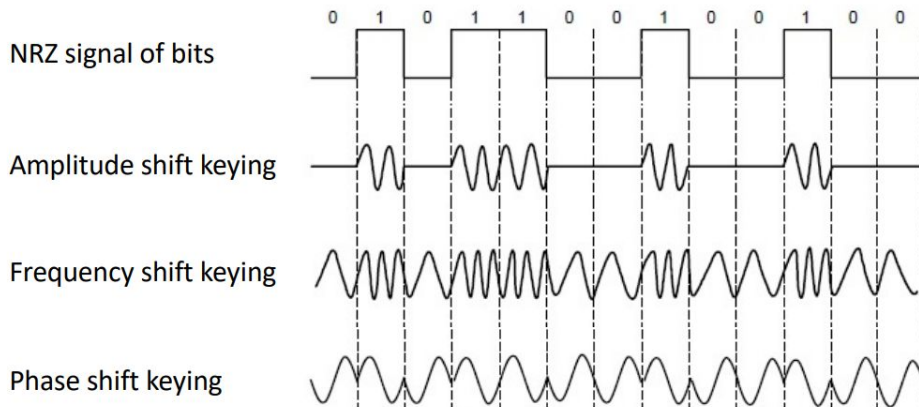 0 1 0 1 1 0 0 1 0 0 1 0 0
NRZ signal of bits
Amplitude shift keying
Frequency shift keying
Phase shift keying